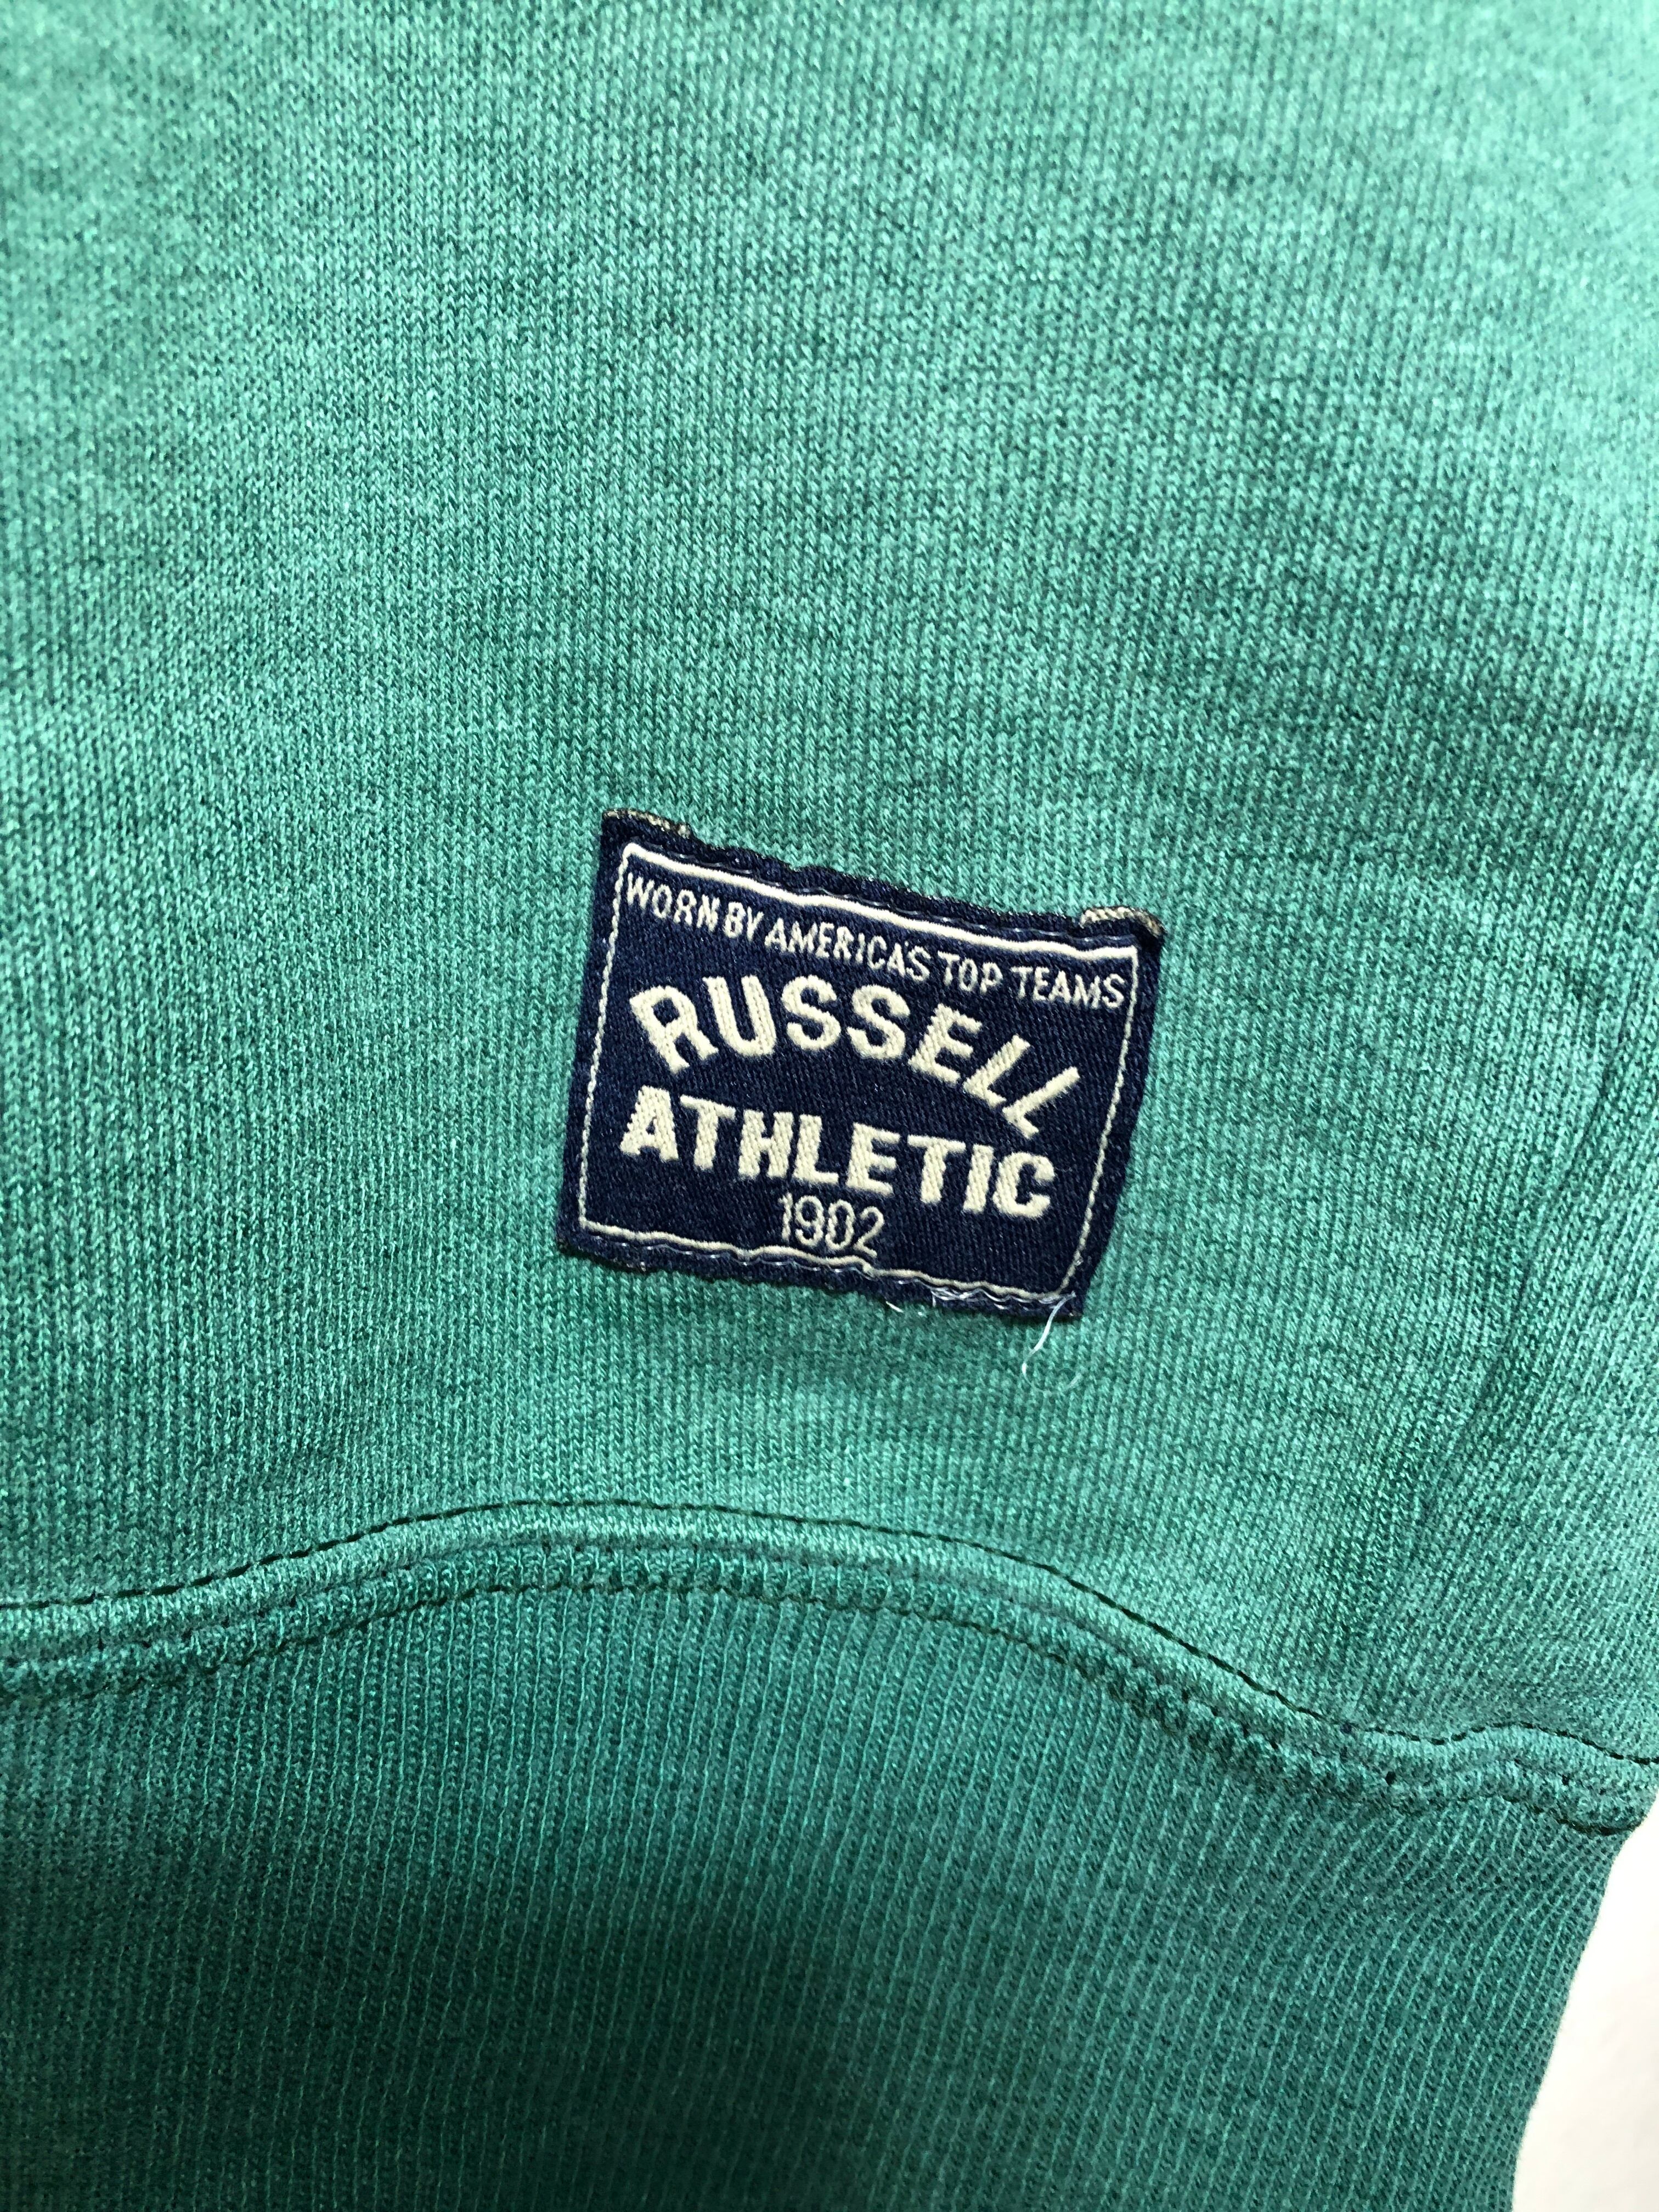 WORN BY AMERICA'S TOP TEAMS
RUSSELL
ATHLETIC
1902